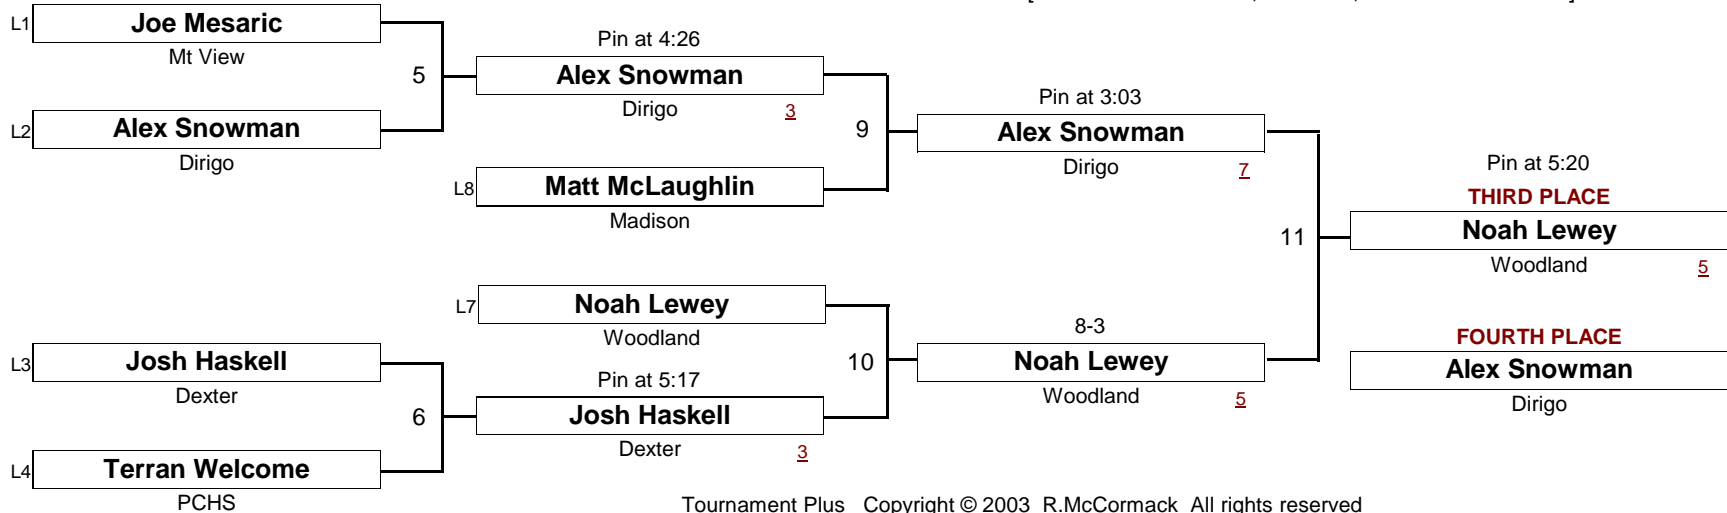 L1 Joe Mesaric
Mt View
5
L2 Alex Snowman
Dirigo
Pin at 4:26
Alex Snowman
Dirigo 3
9
L8 Matt McLaughlin
Madison
Pin at 3:03
Alex Snowman
Dirigo 7
11
Pin at 5:20
THIRD PLACE
Noah Lewey
Woodland 5
FOURTH PLACE
Alex Snowman
Dirigo
L7 Noah Lewey
Woodland
10
8-3
Noah Lewey
Woodland 5
L3 Josh Haskell
Dexter
6
Pin at 5:17
Josh Haskell
Dexter 3
L4 Terran Welcome
PCHS
Tournament Plus Copyright © 2003 R.McCormack All rights reserved